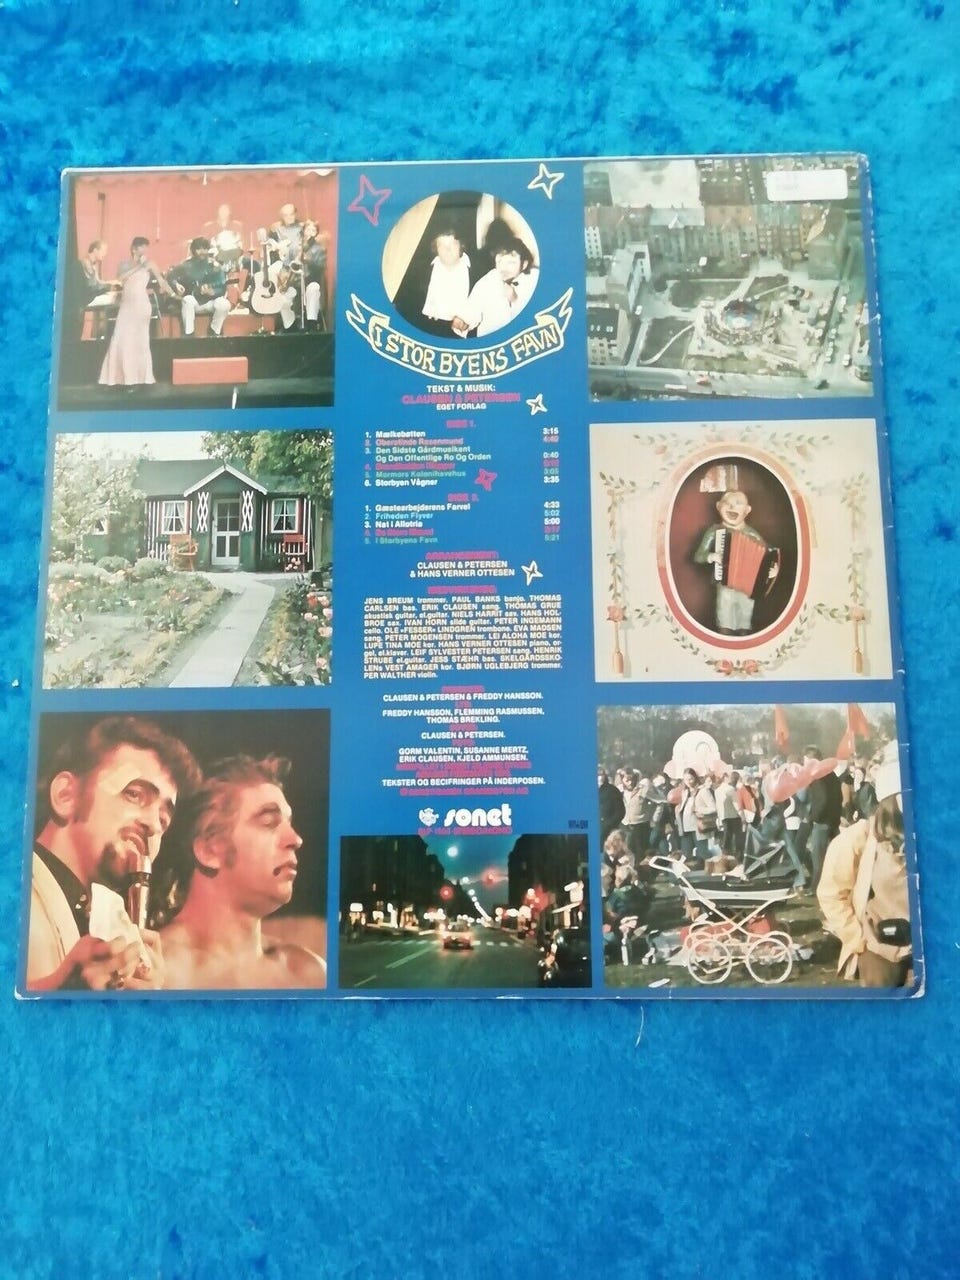 I STORBYENS FAVN
TEKST & MUSIK:
CLAUSEN & PETERSEN
EGET FORLAG
SIDE 1.
1. Mælkebøtten 3:15
2. Oberstinde Rosenmund 4:40
3. Den Sidste Gårdmusikant
Og Den Offentlige Ro Og Orden 0:40
4.
5. Mormors Kolonihavehus 3:05
6. Storbyen Vågner 3:35
SIDE 2.
1. Gæstearbejderens Farvel 4:33
2. Friheden Flyver 5:02
3. Nat i Allotria 5:00
4.
5. I Storbyens Favn 5:21
ARRANGEMENT:
CLAUSEN & PETERSEN
& HANS VERNER OTTESEN
MEDVIRKENDE:
JENS BREUM trommer. PAUL BANKS banjo. THOMAS
CARLSEN bas. ERIK CLAUSEN sang. THOMAS GRUE
akustisk guitar, el.guitar. NIELS HARRIT sav. HANS HOL-
BROE sax. IVAN HORN slide guitar. PETER INGEMANN
cello. OLE »FESSER« LINDGREN trombone. EVA MADSEN
sang. PETER MOGENSEN trommer. LEI ALOHA MOE kor.
LUPE TINA MOE kor. HANS VERNER OTTESEN piano, or-
gel, el.klaver. LEIF SYLVESTER PETERSEN sang. HENRIK
STRUBE el.guitar. JESS STÆHR bas. SKELGÅRDSSKO-
LENs VEST AMAGER kor. BJØRN UGLEBJERG trommer.
PER WALTHER violin.
PRODUCER:
CLAUSEN & PETERSEN & FREDDY HANSSON.
FREDDY HANSSON, FLEMMING RASMUSSEN,
THOMAS BREKLING.
CLAUSEN & PETERSEN.
GORM VALENTIN, SUSANNE MERTZ,
ERIK CLAUSEN, KJELD AMMUNSEN.
TEKSTER OG BECIFRINGER PÅ INDERPOSEN.
sonet